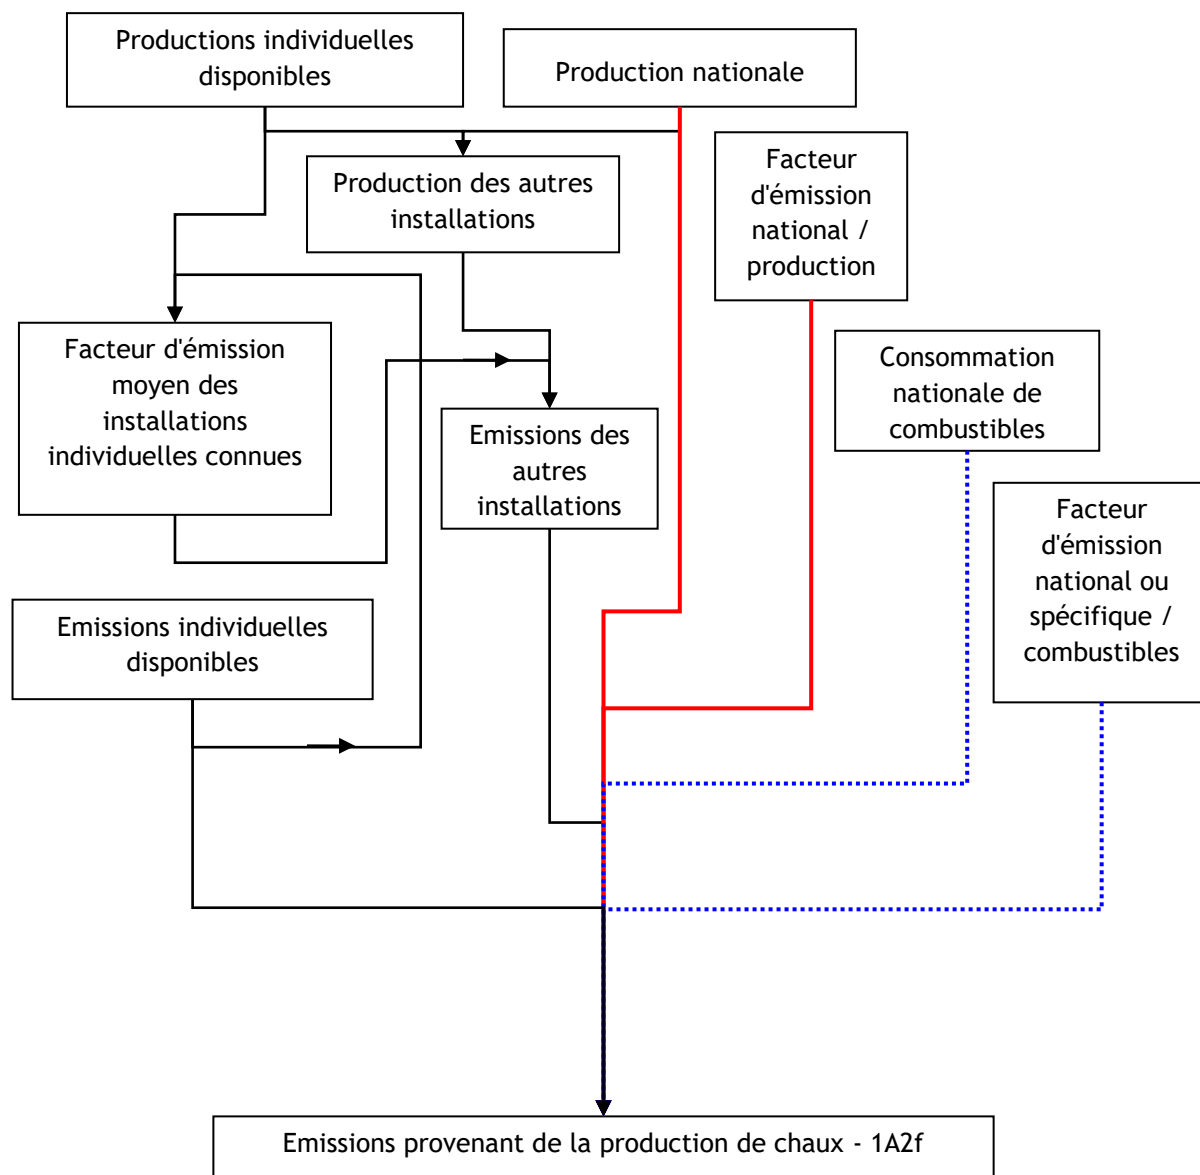 Productions individuelles
disponibles
Production nationale
Facteur
d'émission
national /
production
Production des autres
installations
Facteur d'émission
moyen des
installations
individuelles connues
Consommation
nationale de
combustibles
Emissions des
autres
installations
Facteur
d'émission
national ou
spécifique /
combustibles
Emissions individuelles
disponibles
Emissions provenant de la production de chaux - 1A2f